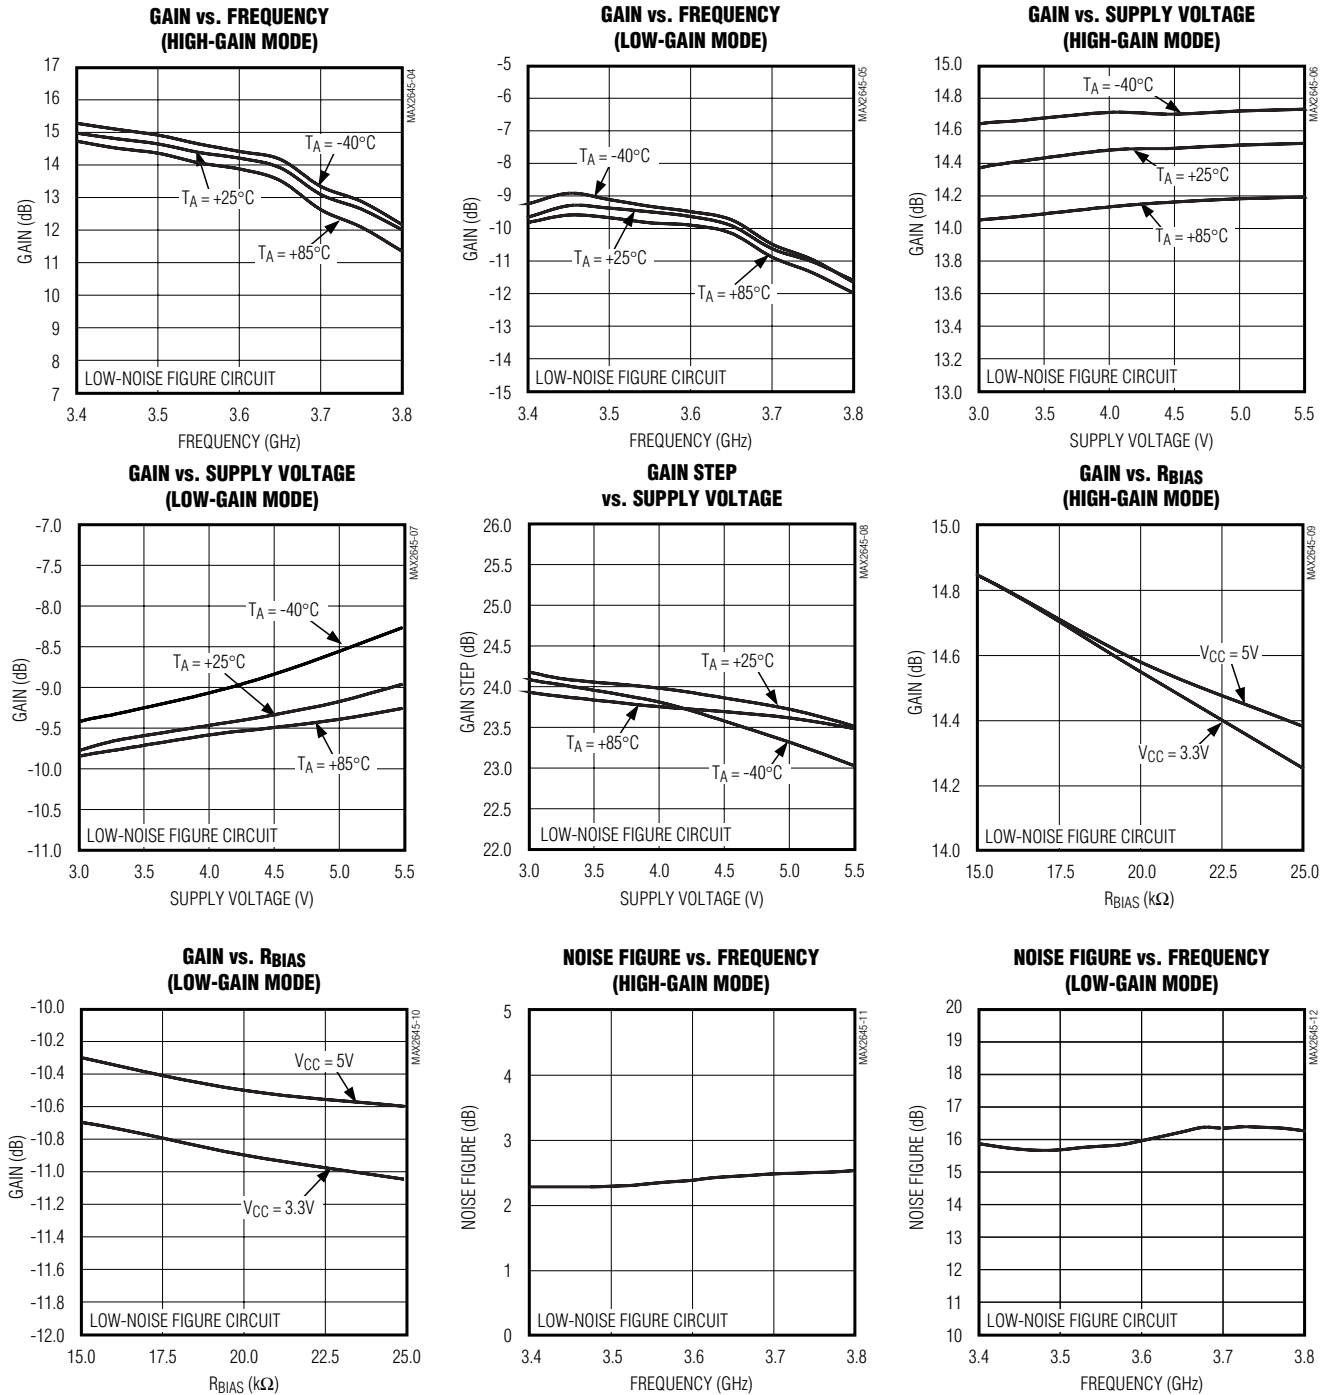 GAIN vs. FREQUENCY
(HIGH-GAIN MODE)
17
16
15
14
13
12
11
10
9
8
7
GAIN (dB)
TA = -40°C
TA = +25°C
TA = +85°C
LOW-NOISE FIGURE CIRCUIT
MAX2645-04
3.4 3.5 3.6 3.7 3.8
FREQUENCY (GHz)
GAIN vs. FREQUENCY
(LOW-GAIN MODE)
-5
-6
-7
-8
-9
-10
-11
-12
-13
-14
-15
GAIN (dB)
TA = -40°C
TA = +25°C
TA = +85°C
LOW-NOISE FIGURE CIRCUIT
MAX2645-05
3.4 3.5 3.6 3.7 3.8
FREQUENCY (GHz)
GAIN vs. SUPPLY VOLTAGE
(HIGH-GAIN MODE)
15.0
14.8
14.6
14.4
14.2
14.0
13.8
13.6
13.4
13.2
13.0
GAIN (dB)
TA = -40°C
TA = +25°C
TA = +85°C
LOW-NOISE FIGURE CIRCUIT
MAX2645-06
3.0 3.5 4.0 4.5 5.0 5.5
SUPPLY VOLTAGE (V)
GAIN vs. SUPPLY VOLTAGE
(LOW-GAIN MODE)
-7.0
-7.5
-8.0
-8.5
-9.0
-9.5
-10.0
-10.5
-11.0
GAIN (dB)
TA = -40°C
TA = +25°C
TA = +85°C
LOW-NOISE FIGURE CIRCUIT
MAX2645-07
3.0 3.5 4.0 4.5 5.0 5.5
SUPPLY VOLTAGE (V)
GAIN STEP
vs. SUPPLY VOLTAGE
26.0
25.5
25.0
24.5
24.0
23.5
23.0
22.5
22.0
GAIN STEP (dB)
TA = +25°C
TA = +85°C
TA = -40°C
LOW-NOISE FIGURE CIRCUIT
MAX2645-08
3.0 3.5 4.0 4.5 5.0 5.5
SUPPLY VOLTAGE (V)
GAIN vs. RBIAS
(HIGH-GAIN MODE)
15.0
14.8
14.6
14.4
14.2
14.0
GAIN (dB)
VCC = 5V
VCC = 3.3V
LOW-NOISE FIGURE CIRCUIT
MAX2645-09
15.0 17.5 20.0 22.5 25.0
RBIAS (kΩ)
GAIN vs. RBIAS
(LOW-GAIN MODE)
-10.0
-10.2
-10.4
-10.6
-10.8
-11.0
-11.2
-11.4
-11.6
-11.8
-12.0
GAIN (dB)
VCC = 5V
VCC = 3.3V
LOW-NOISE FIGURE CIRCUIT
MAX2645-10
15.0 17.5 20.0 22.5 25.0
RBIAS (kΩ)
NOISE FIGURE vs. FREQUENCY
(HIGH-GAIN MODE)
5
4
3
2
1
0
NOISE FIGURE (dB)
LOW-NOISE FIGURE CIRCUIT
MAX2645-11
3.4 3.5 3.6 3.7 3.8
FREQUENCY (GHz)
NOISE FIGURE vs. FREQUENCY
(LOW-GAIN MODE)
20
19
18
17
16
15
14
13
12
11
10
NOISE FIGURE (dB)
LOW-NOISE FIGURE CIRCUIT
MAX2645-12
3.4 3.5 3.6 3.7 3.8
FREQUENCY (GHz)